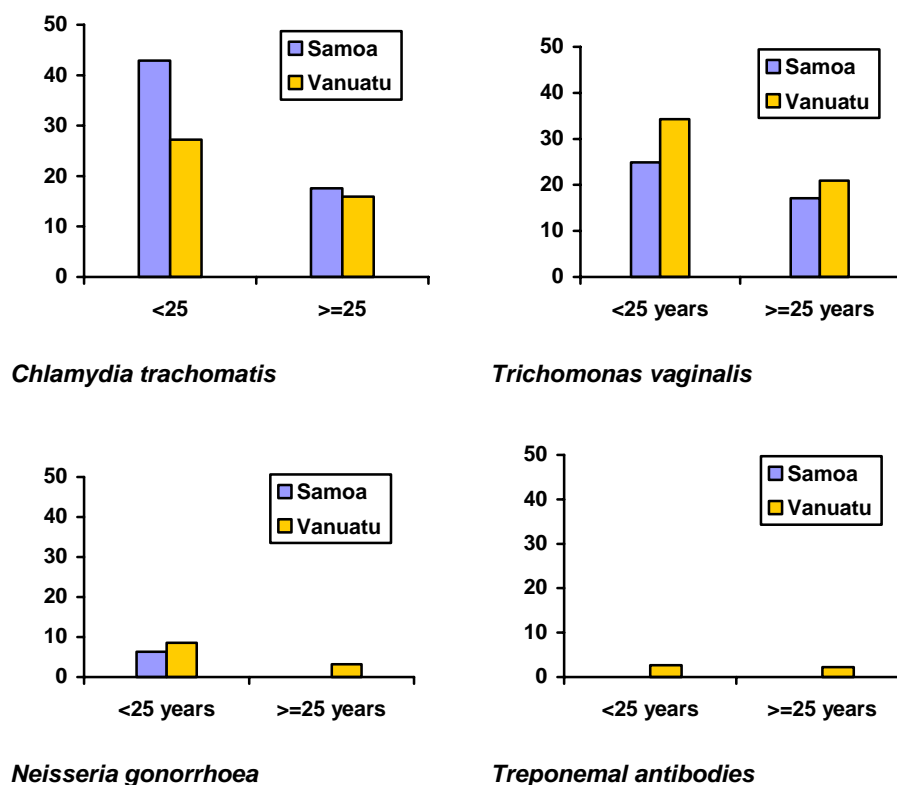 50
40
30
20
10
0
Samoa
Vanuatu
<25 >=25
Chlamydia trachomatis
50
40
30
20
10
0
Samoa
Vanuatu
<25 years >=25 years
Trichomonas vaginalis
50
40
30
20
10
0
Samoa
Vanuatu
<25 years >=25 years
Neisseria gonorrhoea
50
40
30
20
10
0
Samoa
Vanuatu
<25 years >=25 years
Treponemal antibodies